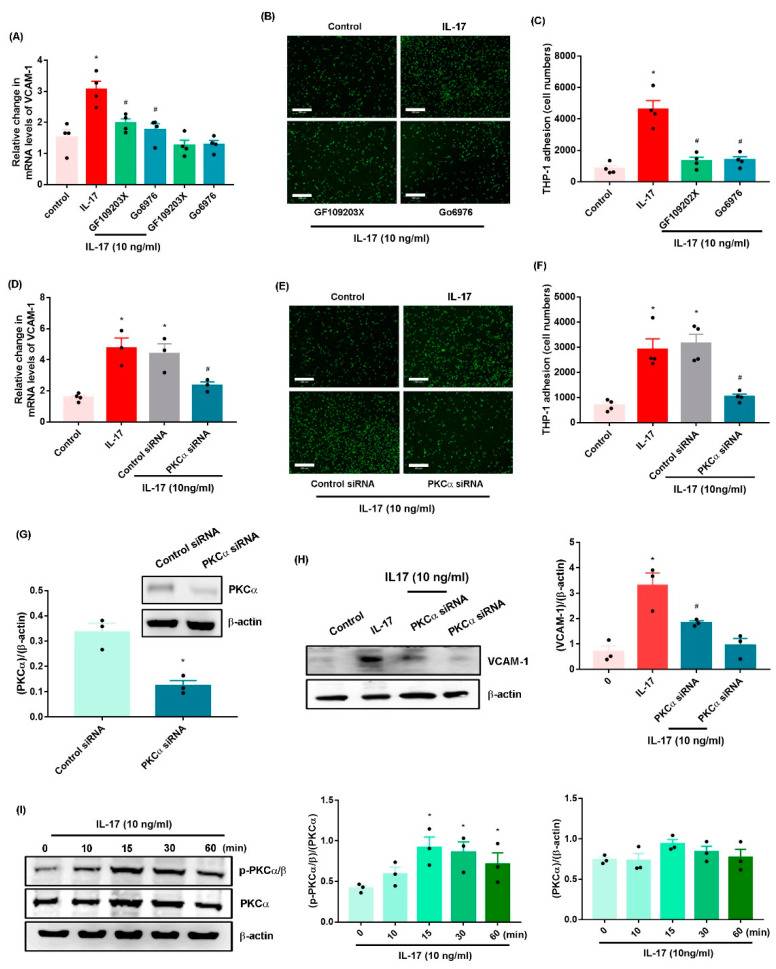 (A)
Relative change in
mRNA levels of VCAM-1
4
3
2
1
0
*
#
#
control
IL-17
GF109203X
Go6976
GF109203X
Go6976
IL-17 (10 ng/ml)
(B)
Control
IL-17
GF109203X
Go6976
IL-17 (10 ng/ml)
(C)
THP-1 adhesion (cell numbers)
8000
6000
4000
2000
0
*
#
#
Control
IL-17
GF109202X
Go6976
IL-17 (10 ng/ml)
(D)
Relative change in
mRNA levels of VCAM-1
8
6
4
2
0
*
*
#
Control
IL-17
Control siRNA
PKCα siRNA
IL-17 (10ng/ml)
(E)
Control
IL-17
Control siRNA
PKCα siRNA
IL-17 (10 ng/ml)
(F)
THP-1 adhesion (cell numbers)
5000
4000
3000
2000
1000
0
*
*
#
Control
IL-17
Control siRNA
PKCα siRNA
IL-17 (10ng/ml)
(G)
Control siRNA
PKCα siRNA
PKCα
β-actin
(PKCα)/(β-actin)
0.5
0.4
0.3
0.2
0.1
0.0
*
Control siRNA
PKCα siRNA
(H)
IL17 (10 ng/ml)
Control
IL-17
PKCα siRNA
PKCα siRNA
VCAM-1
β-actin
(VCAM-1)/(β-actin)
5
4
3
2
1
0
*
#
0
IL-17
PKCα siRNA
PKCα siRNA
IL-17 (10 ng/ml)
(I)
IL-17 (10 ng/ml)
0 10 15 30 60 (min)
p-PKCα/β
PKCα
β-actin
(p-PKCα/β)/(PKCα)
1.5
1.0
0.5
0.0
*
*
*
0 10 15 30 60 (min)
IL-17 (10 ng/ml)
(PKCα)/(β-actin)
1.5
1.0
0.5
0.0
0 10 15 30 60 (min)
IL-17 (10ng/ml)